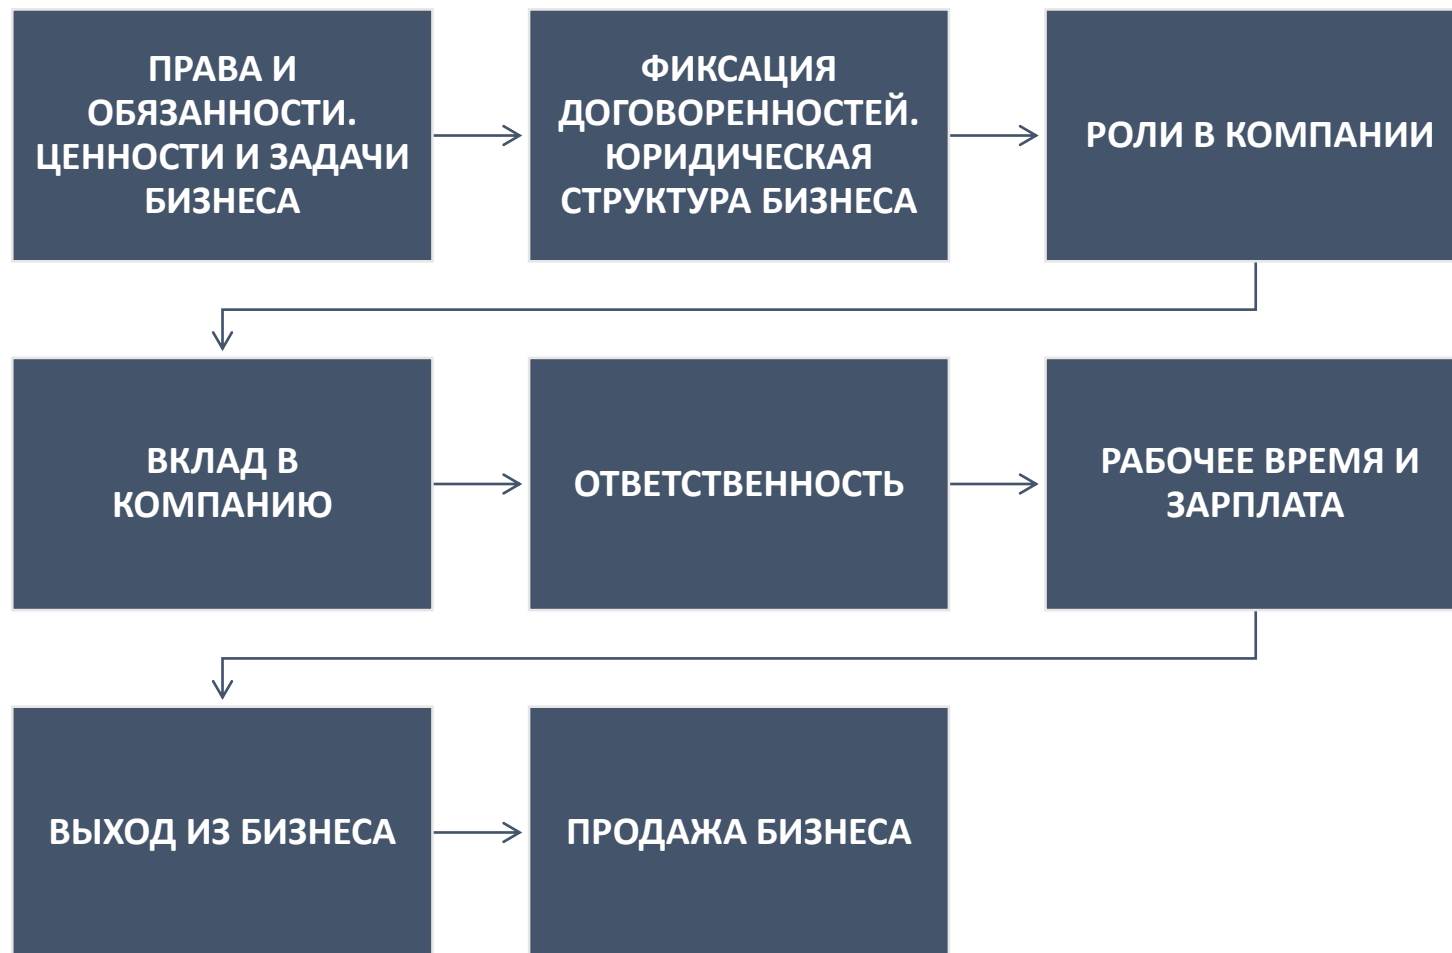 ПРАВА И
ОБЯЗАННОСТИ.
ЦЕННОСТИ И ЗАДАЧИ
БИЗНЕСА
ФИКСАЦИЯ
ДОГОВОРЕННОСТЕЙ.
ЮРИДИЧЕСКАЯ
СТРУКТУРА БИЗНЕСА
РОЛИ В КОМПАНИИ
ВКЛАД В
КОМПАНИЮ
ОТВЕТСТВЕННОСТЬ
РАБОЧЕЕ ВРЕМЯ И
ЗАРПЛАТА
ВЫХОД ИЗ БИЗНЕСА
ПРОДАЖА БИЗНЕСА